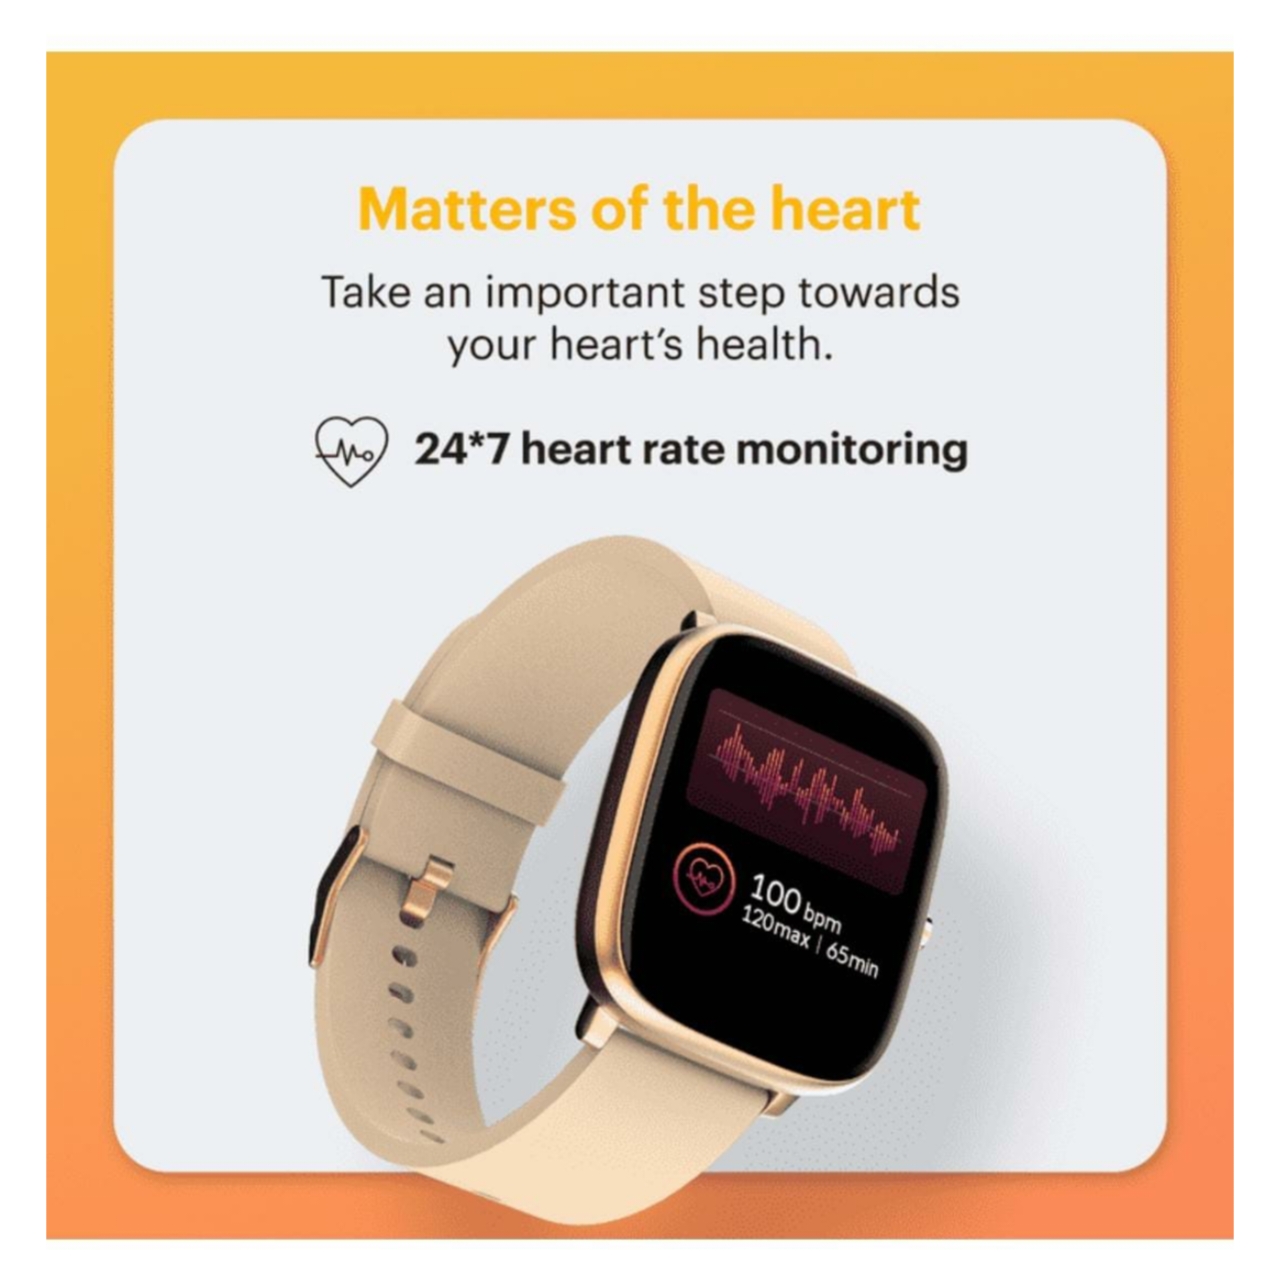 Matters of the heart
Take an important step towards
your heart's health.
24*7 heart rate monitoring
100 bpm
120max | 65min